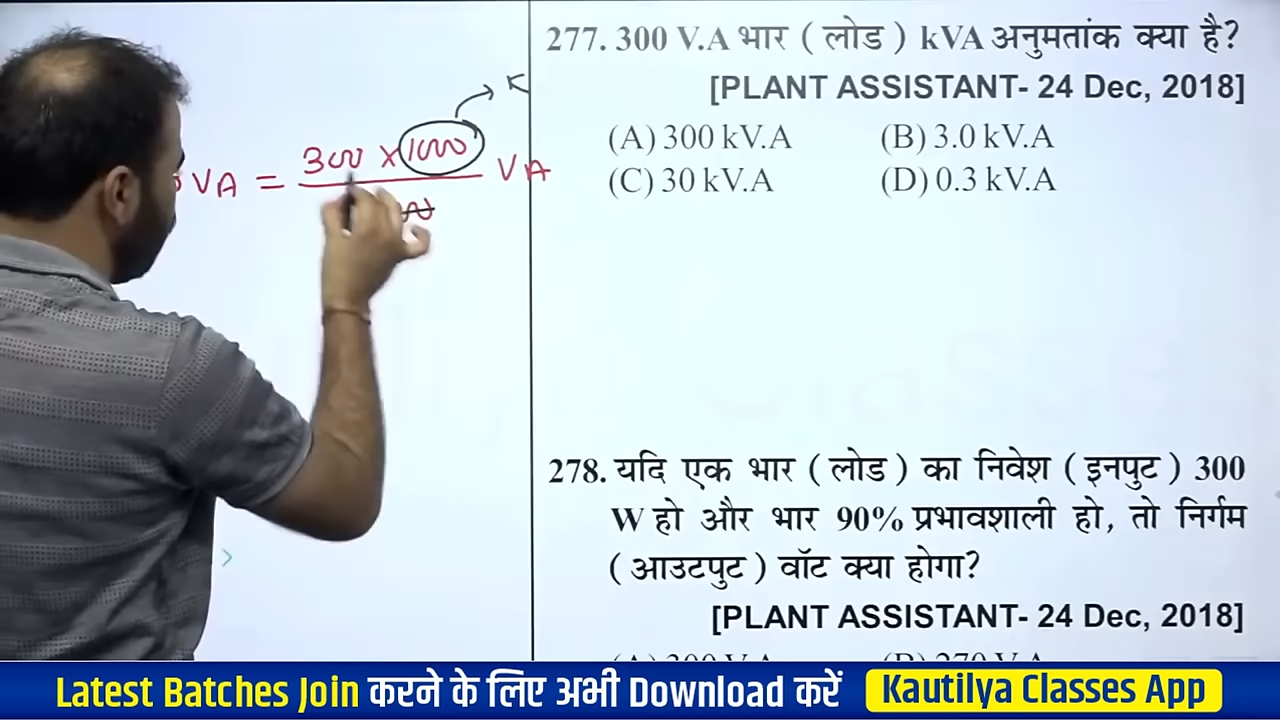 277. 300 V.A भार ( लोड ) kVA अनुमतांक क्या है?
[PLANT ASSISTANT- 24 Dec, 2018]
(A) 300 kV.A (B) 3.0 kV.A
(C) 30 kV.A (D) 0.3 kV.A
K
300 × 1000
VA = VA
278. यदि एक भार ( लोड ) का निवेश ( इनपुट ) 300
W हो और भार 90% प्रभावशाली हो, तो निर्गम
( आउटपुट ) वॉट क्या होगा?
[PLANT ASSISTANT- 24 Dec, 2018]
(A) 300 V.A (B) 270 V.A
Latest Batches Join करने के लिए अभी Download करें Kautilya Classes App